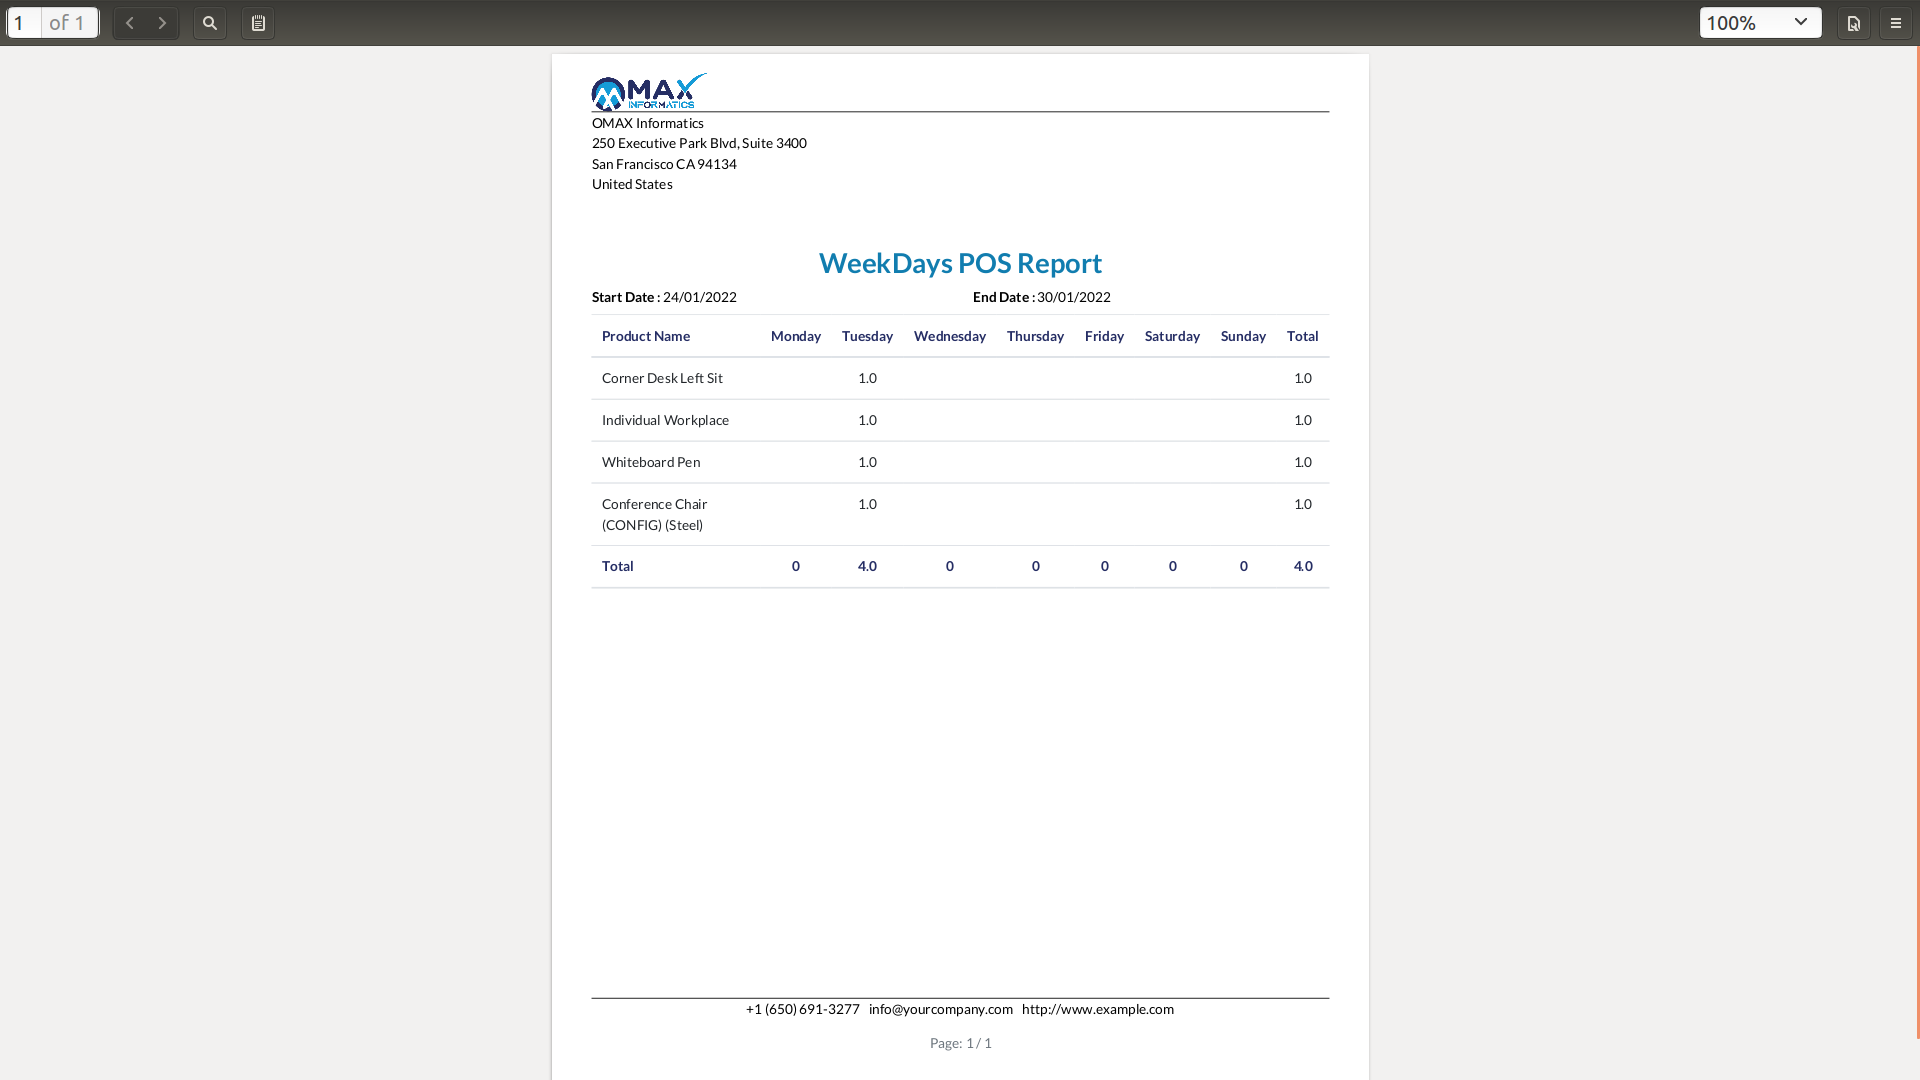 1 of 1 100%
OMAX
INFORMATICS
OMAX Informatics
250 Executive Park Blvd, Suite 3400
San Francisco CA 94134
United States
WeekDays POS Report
Start Date : 24/01/2022 End Date : 30/01/2022
Product Name Monday Tuesday Wednesday Thursday Friday Saturday Sunday Total
Corner Desk Left Sit 1.0 1.0
Individual Workplace 1.0 1.0
Whiteboard Pen 1.0 1.0
Conference Chair 1.0 1.0
(CONFIG) (Steel)
Total 0 4.0 0 0 0 0 0 4.0
+1 (650) 691-3277 info@yourcompany.com http://www.example.com
Page: 1 / 1